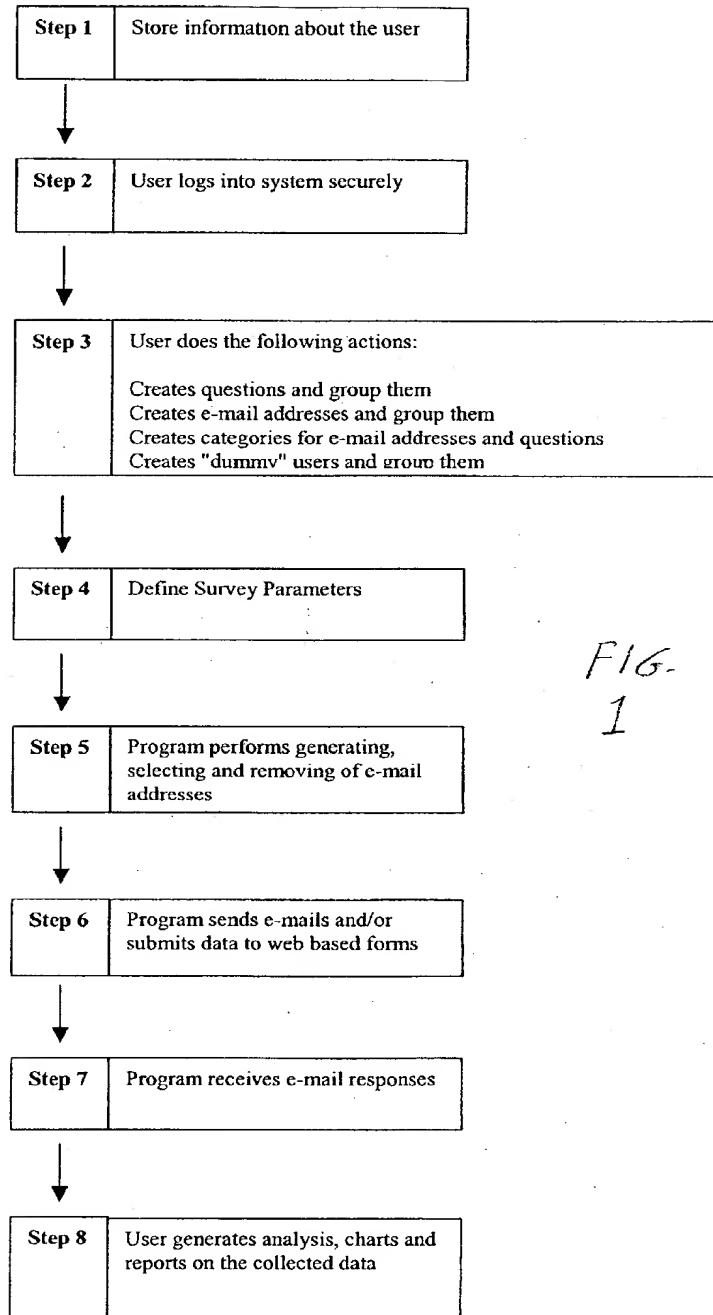 Step 1
Store information about the user
Step 2
User logs into system securely
Step 3
User does the following actions:
Creates questions and group them
Creates e-mail addresses and group them
Creates categories for e-mail addresses and questions
Creates "dummy" users and group them
Step 4
Define Survey Parameters
Step 5
Program performs generating,
selecting and removing of e-mail
addresses
Step 6
Program sends e-mails and/or
submits data to web based forms
Step 7
Program receives e-mail responses
Step 8
User generates analysis, charts and
reports on the collected data
FIG.
1